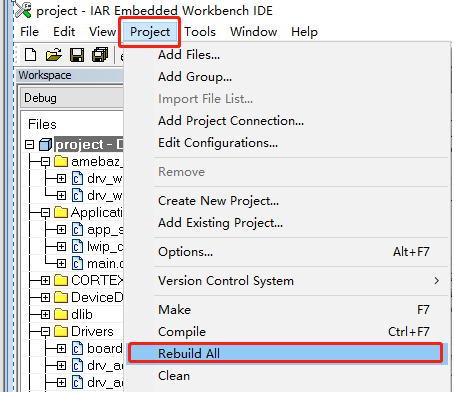 project - IAR Embedded Workbench IDE
File Edit View Project Tools Window Help
Workspace
Debug
Files
project - D
amebaz_
drv_w
drv_w
Applicati
app_s
lwip_c
main.c
CORTEX
DeviceD
dlib
Drivers
board
drv_ad
drv_ad
Add Files...
Add Group...
Import File List...
Add Project Connection...
Edit Configurations...
Remove
Create New Project...
Add Existing Project...
Options... Alt+F7
Version Control System
Make F7
Compile Ctrl+F7
Rebuild All
Clean